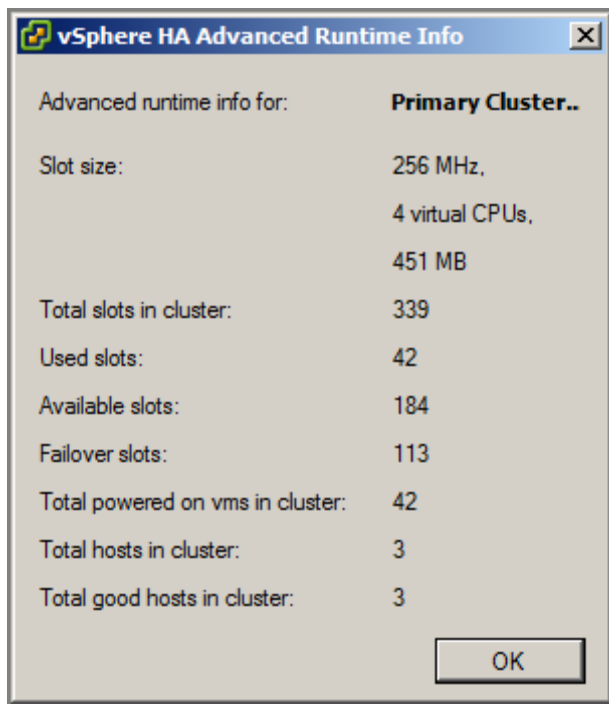 vSphere HA Advanced Runtime Info
Advanced runtime info for: Primary Cluster..
Slot size: 256 MHz,
4 virtual CPUs,
451 MB
Total slots in cluster: 339
Used slots: 42
Available slots: 184
Failover slots: 113
Total powered on vms in cluster: 42
Total hosts in cluster: 3
Total good hosts in cluster: 3
OK